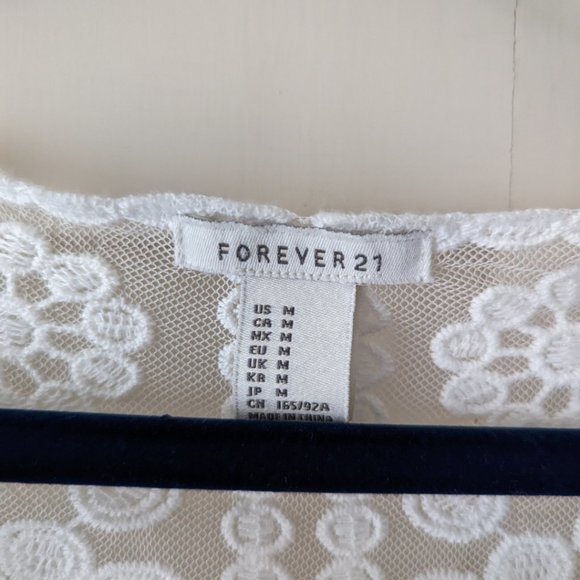 FOREVER 21
US M
CA M
MX M
EU M
UK M
KR M
JP M
CN 165/92A
MADE IN CHINA